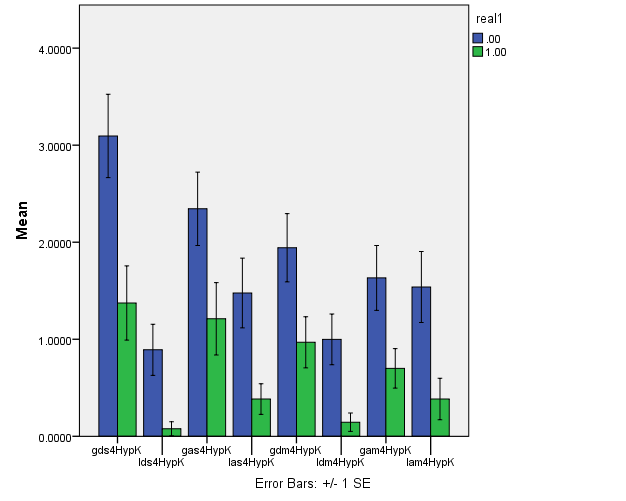 real1
.00
1.00
4.0000
3.0000
2.0000
1.0000
0.0000
Mean
gds4HypK
lds4HypK
gas4HypK
las4HypK
gdm4HypK
ldm4HypK
gam4HypK
lam4HypK
Error Bars: +/- 1 SE